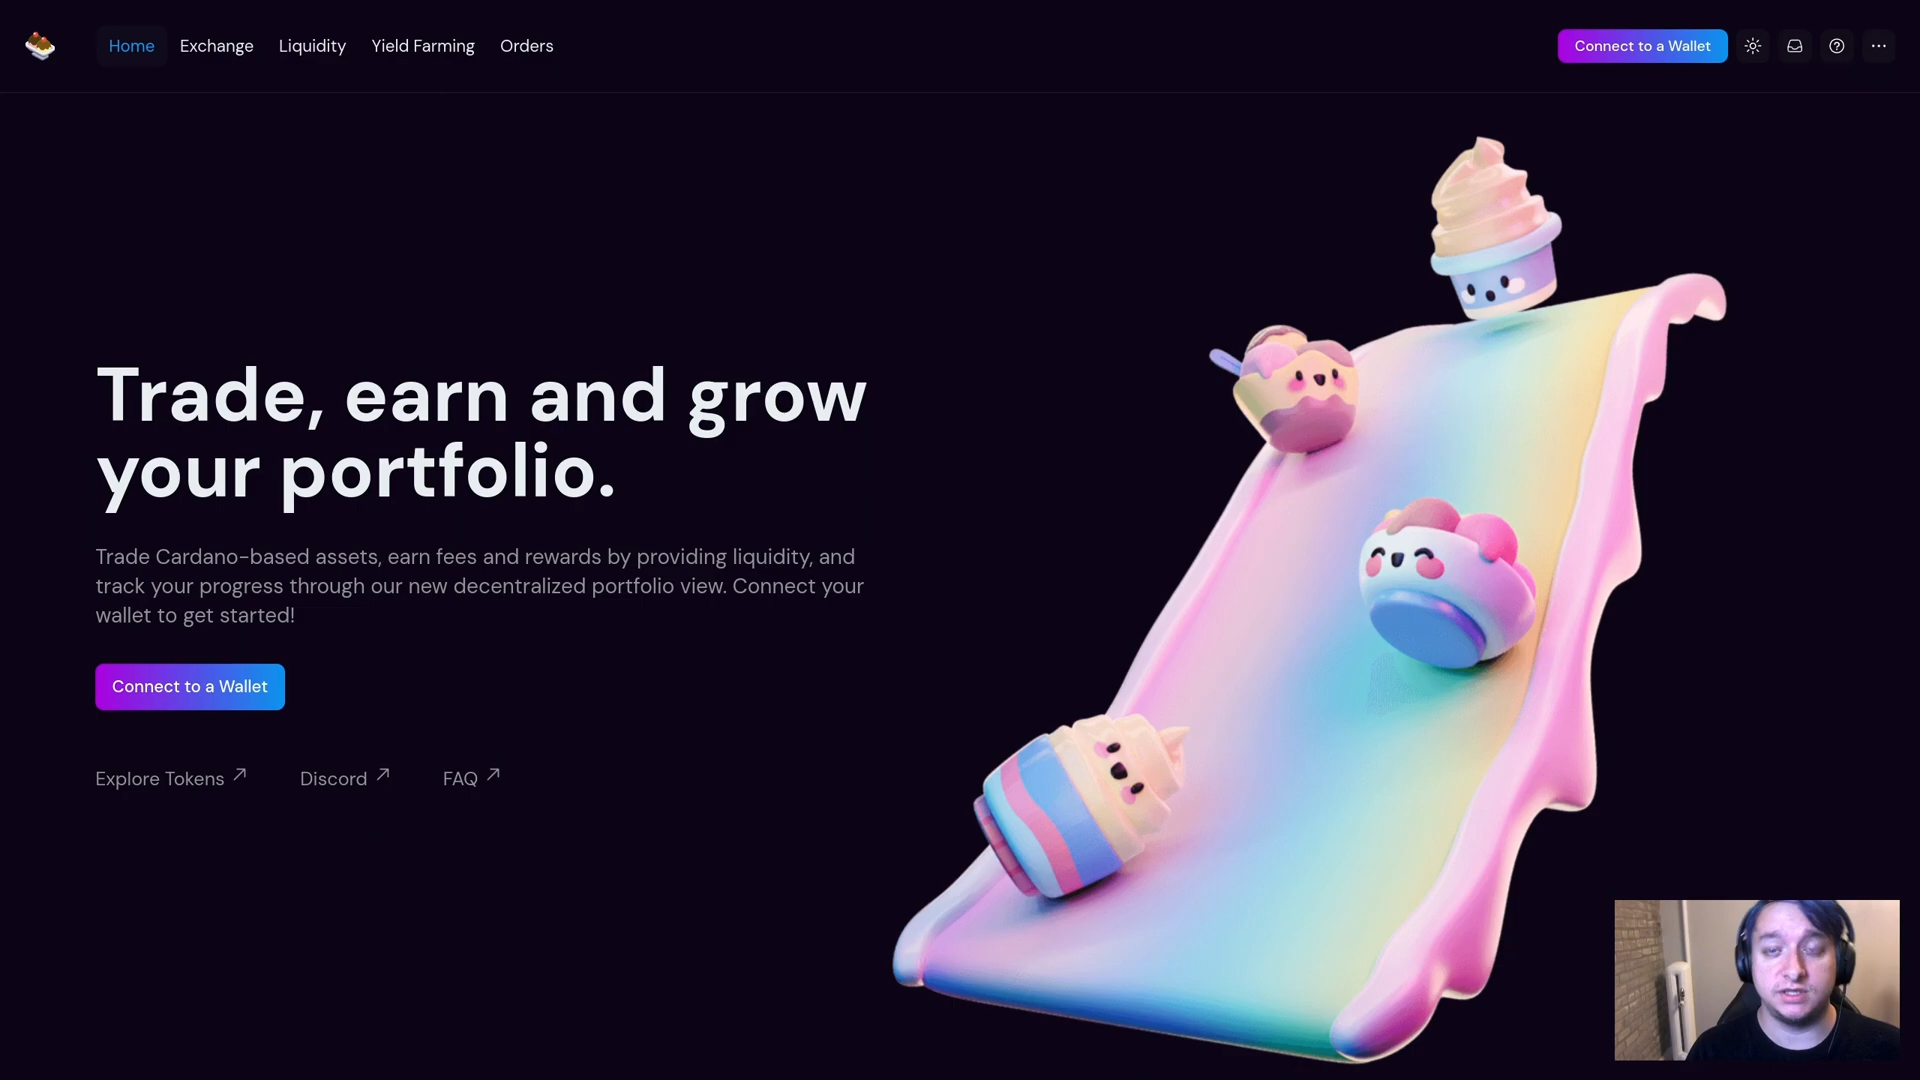 Home
Exchange
Liquidity
Yield Farming
Orders
Connect to a Wallet
Trade, earn and grow
your portfolio.
Trade Cardano-based assets, earn fees and rewards by providing liquidity, and
track your progress through our new decentralized portfolio view. Connect your
wallet to get started!
Connect to a Wallet
Explore Tokens
Discord
FAQ